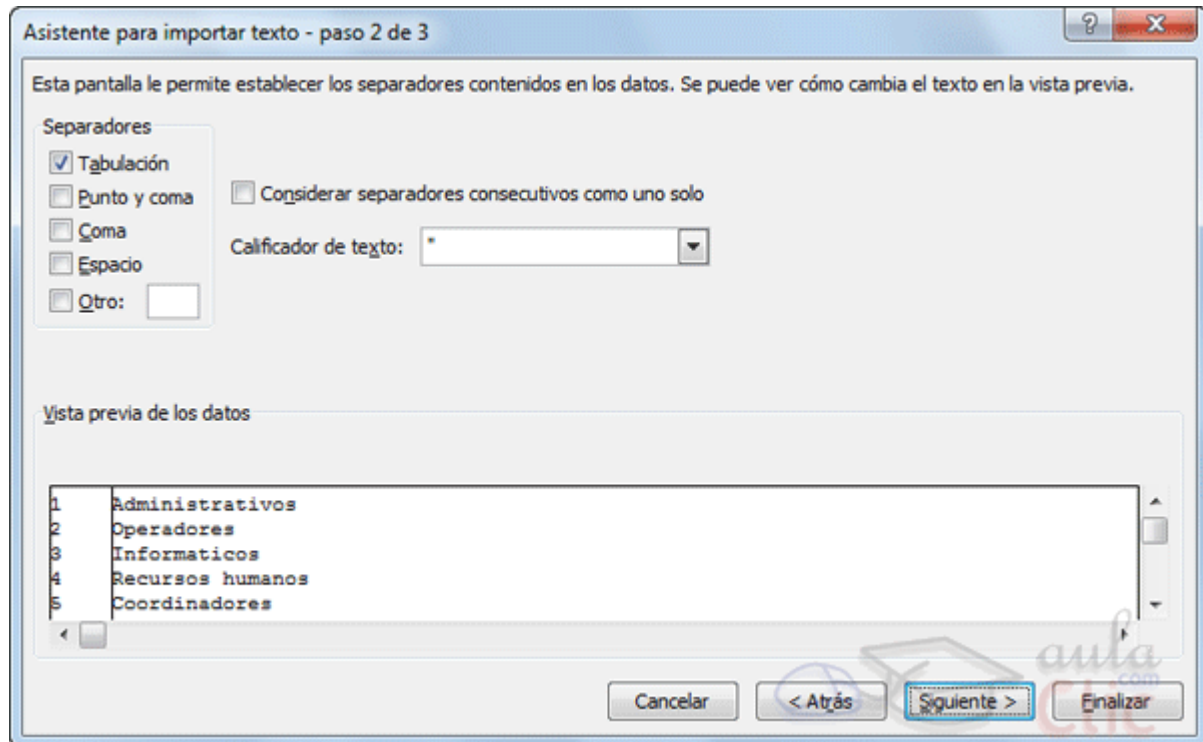 Asistente para importar texto - paso 2 de 3
Esta pantalla le permite establecer los separadores contenidos en los datos. Se puede ver cómo cambia el texto en la vista previa.
Separadores
Tabulación
Punto y coma
Coma
Espacio
Otro:
Considerar separadores consecutivos como uno solo
Calificador de texto: "
Vista previa de los datos
1 Administrativos
2 Operadores
3 Informaticos
4 Recursos humanos
5 Coordinadores
Cancelar
< Atrás
Siguiente >
Finalizar
aula
Clic
.com